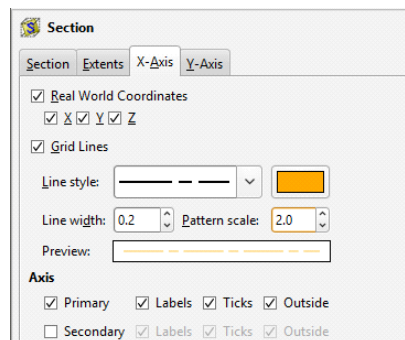 Section
Section Extents X-Axis Y-Axis
Real World Coordinates
X Y Z
Grid Lines
Line style:
Line width: 0.2 Pattern scale: 2.0
Preview:
Axis
Primary Labels Ticks Outside
Secondary Labels Ticks Outside